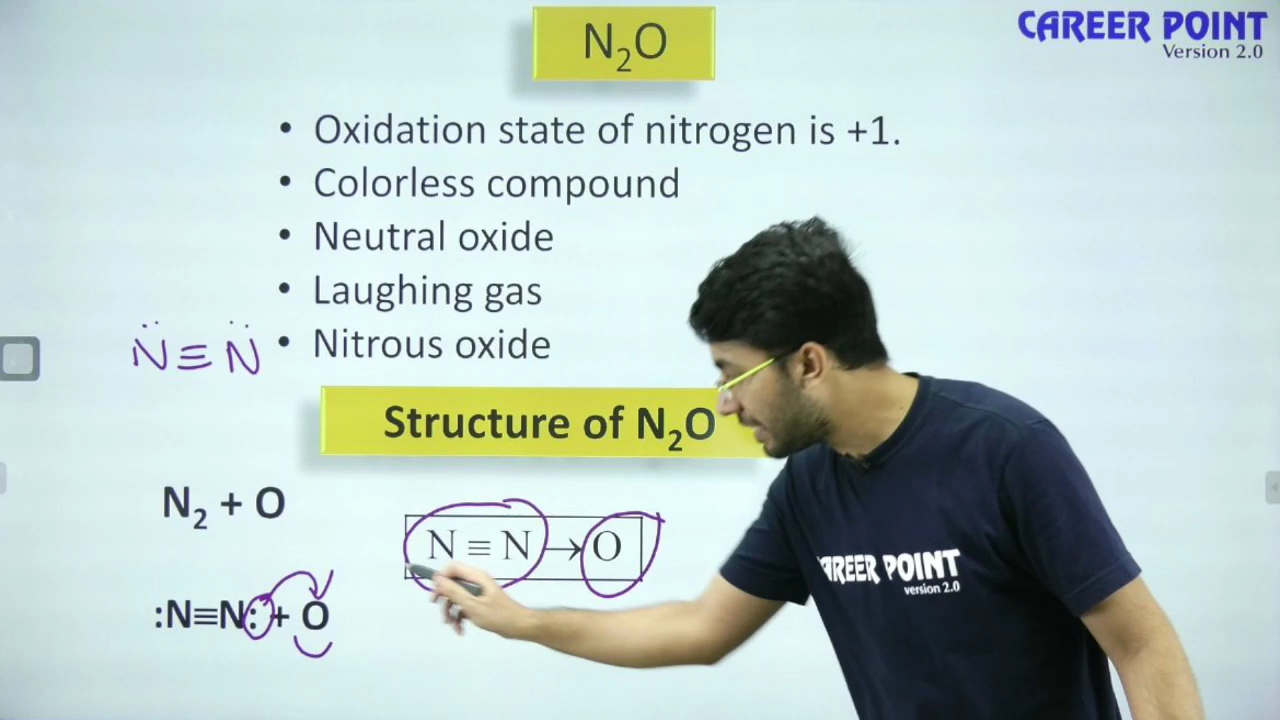 N₂O
CAREER POINT
Version 2.0
• Oxidation state of nitrogen is +1.
• Colorless compound
• Neutral oxide
• Laughing gas
• Nitrous oxide
N̈ ≡ N̈
Structure of N₂O
N₂ + O
N ≡ N → O
:N≡N: + O
CAREER POINT
version 2.0